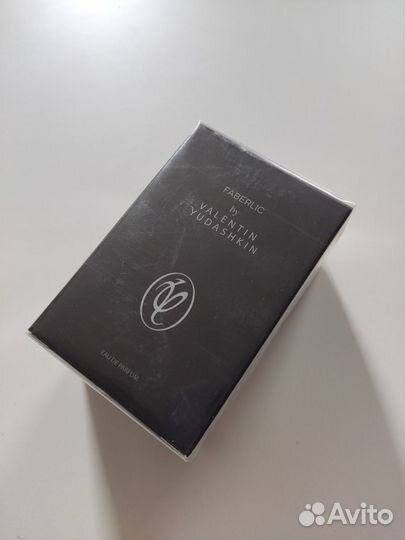 FABERLIC
by
VALENTIN
YUDASHKIN
EAU DE PARFUM
Avito